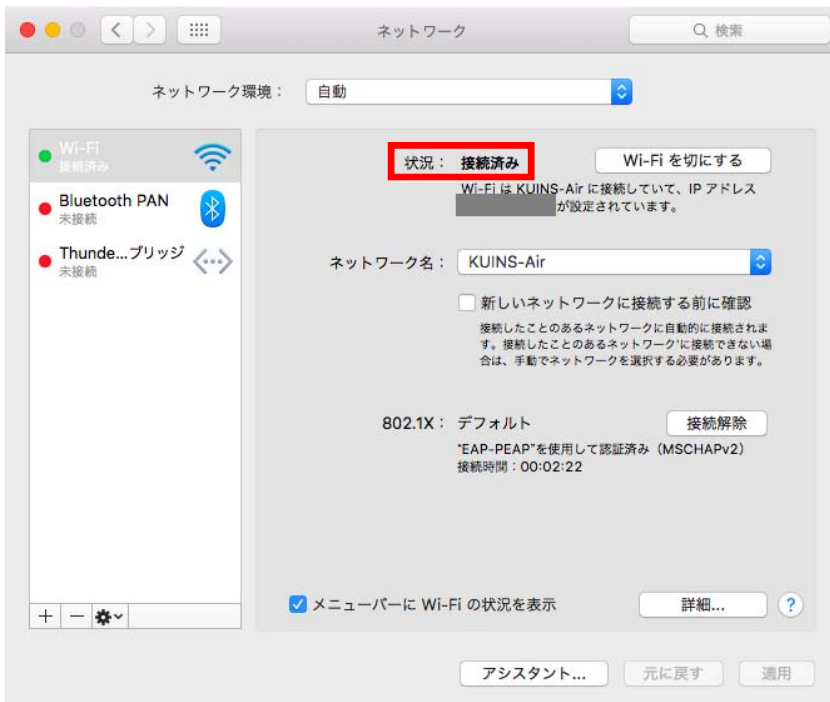 ネットワーク
検索
ネットワーク環境： 自動
Wi-Fi
接続済み
Bluetooth PAN
未接続
Thunde...ブリッジ
未接続
状況： 接続済み
Wi-Fi を切にする
Wi-Fi は KUINS-Air に接続していて、IP アドレス
が設定されています。
ネットワーク名： KUINS-Air
新しいネットワークに接続する前に確認
接続したことのあるネットワークに自動的に接続されま
す。接続したことのあるネットワークに接続できない場
合は、手動でネットワークを選択する必要があります。
802.1X： デフォルト
接続解除
“EAP-PEAP”を使用して認証済み（MSCHAPv2）
接続時間：00:02:22
メニューバーに Wi-Fi の状況を表示
詳細...
?
アシスタント...
元に戻す
適用